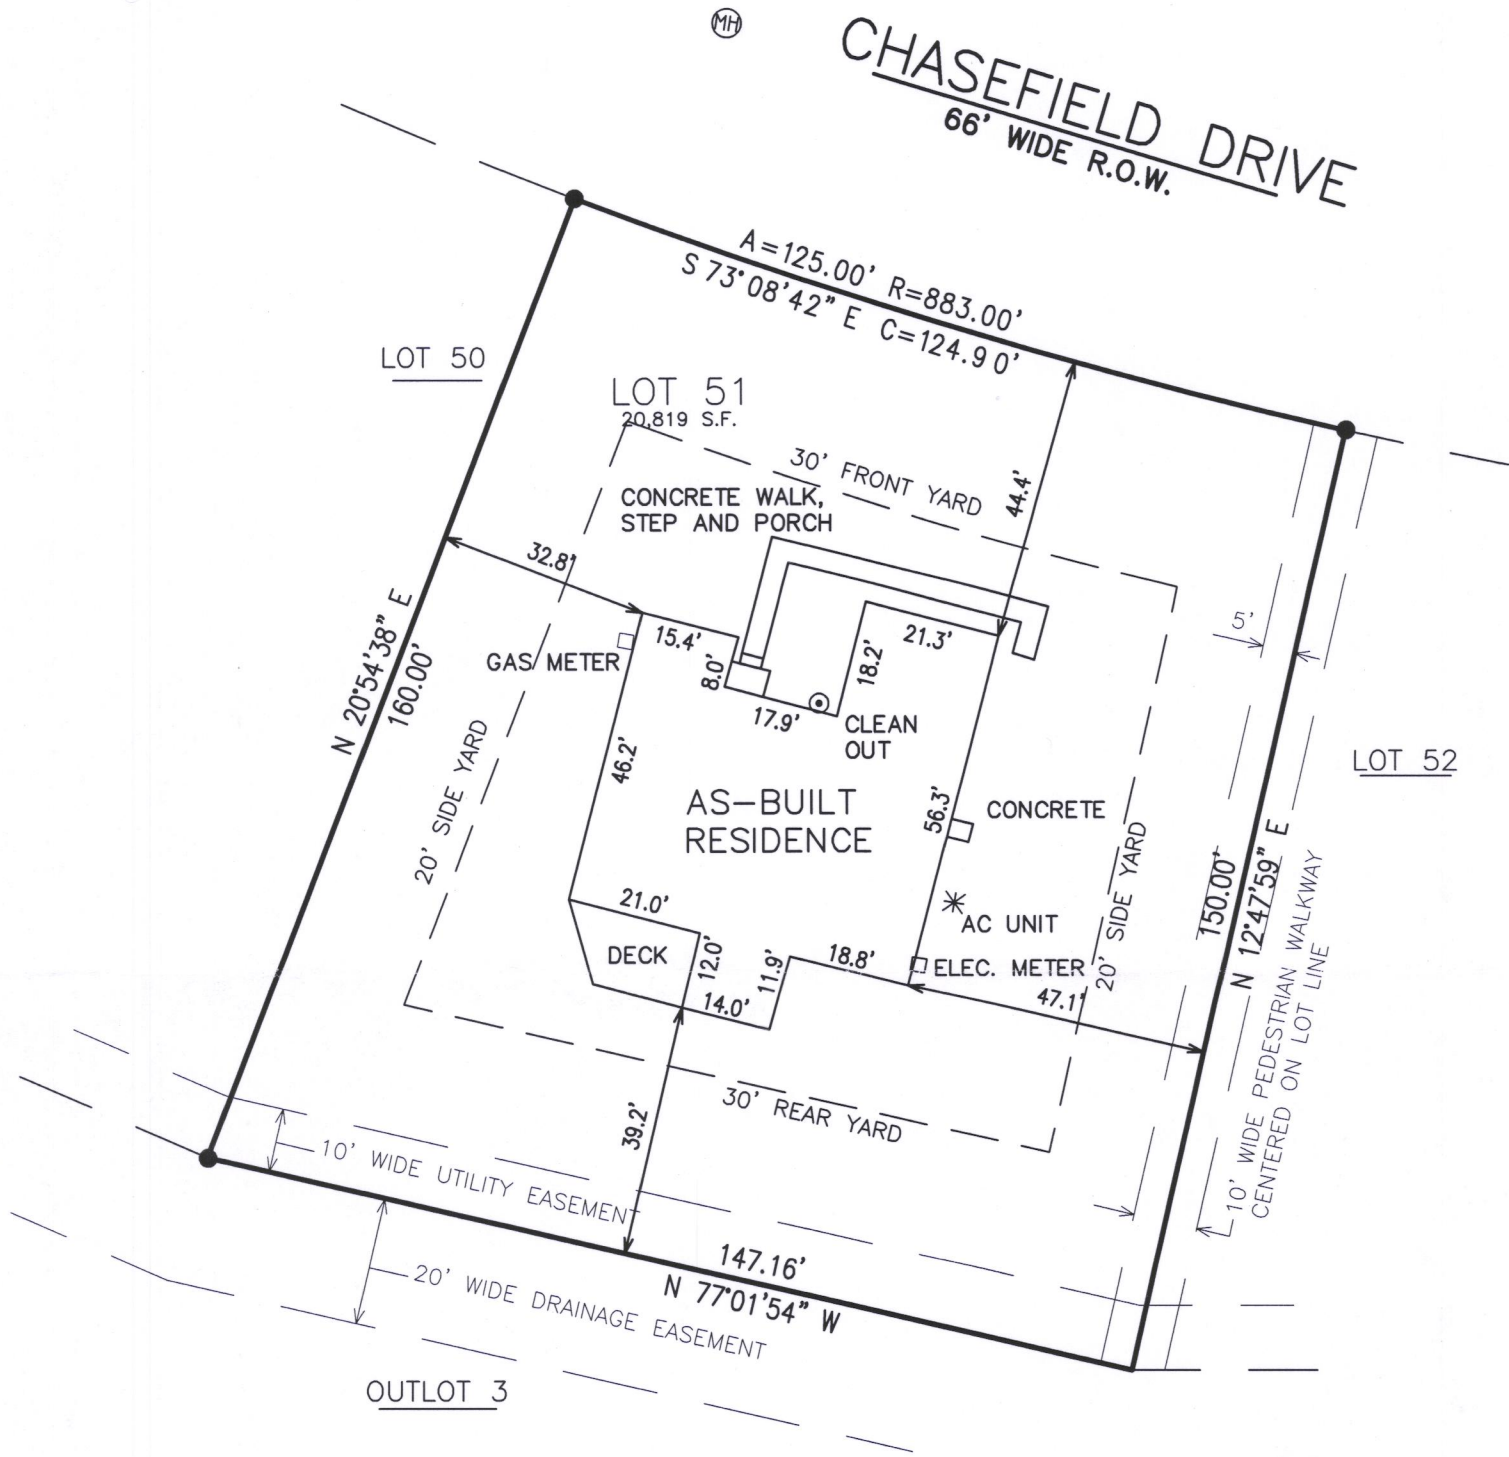 MH
CHASEFIELD DRIVE
66' WIDE R.O.W.
A=125.00' R=883.00'
S 73°08'42" E C=124.90'
LOT 50
LOT 51
20,819 S.F.
30' FRONT YARD
44.4'
CONCRETE WALK,
STEP AND PORCH
32.8'
N 20°54'38" E
160.00'
15.4'
21.3'
5'
GAS METER
8.0'
18.2'
17.9'
CLEAN
OUT
46.2'
20' SIDE YARD
AS-BUILT
RESIDENCE
56.3'
CONCRETE
LOT 52
150.00'
N 12°47'59" E
10' WIDE PEDESTRIAN WALKWAY
CENTERED ON LOT LINE
20' SIDE YARD
21.0'
AC UNIT
DECK
12.0'
11.9'
18.8'
ELEC. METER
14.0'
47.1'
39.2'
30' REAR YARD
10' WIDE UTILITY EASEMENT
147.16'
N 77°01'54" W
20' WIDE DRAINAGE EASEMENT
OUTLOT 3